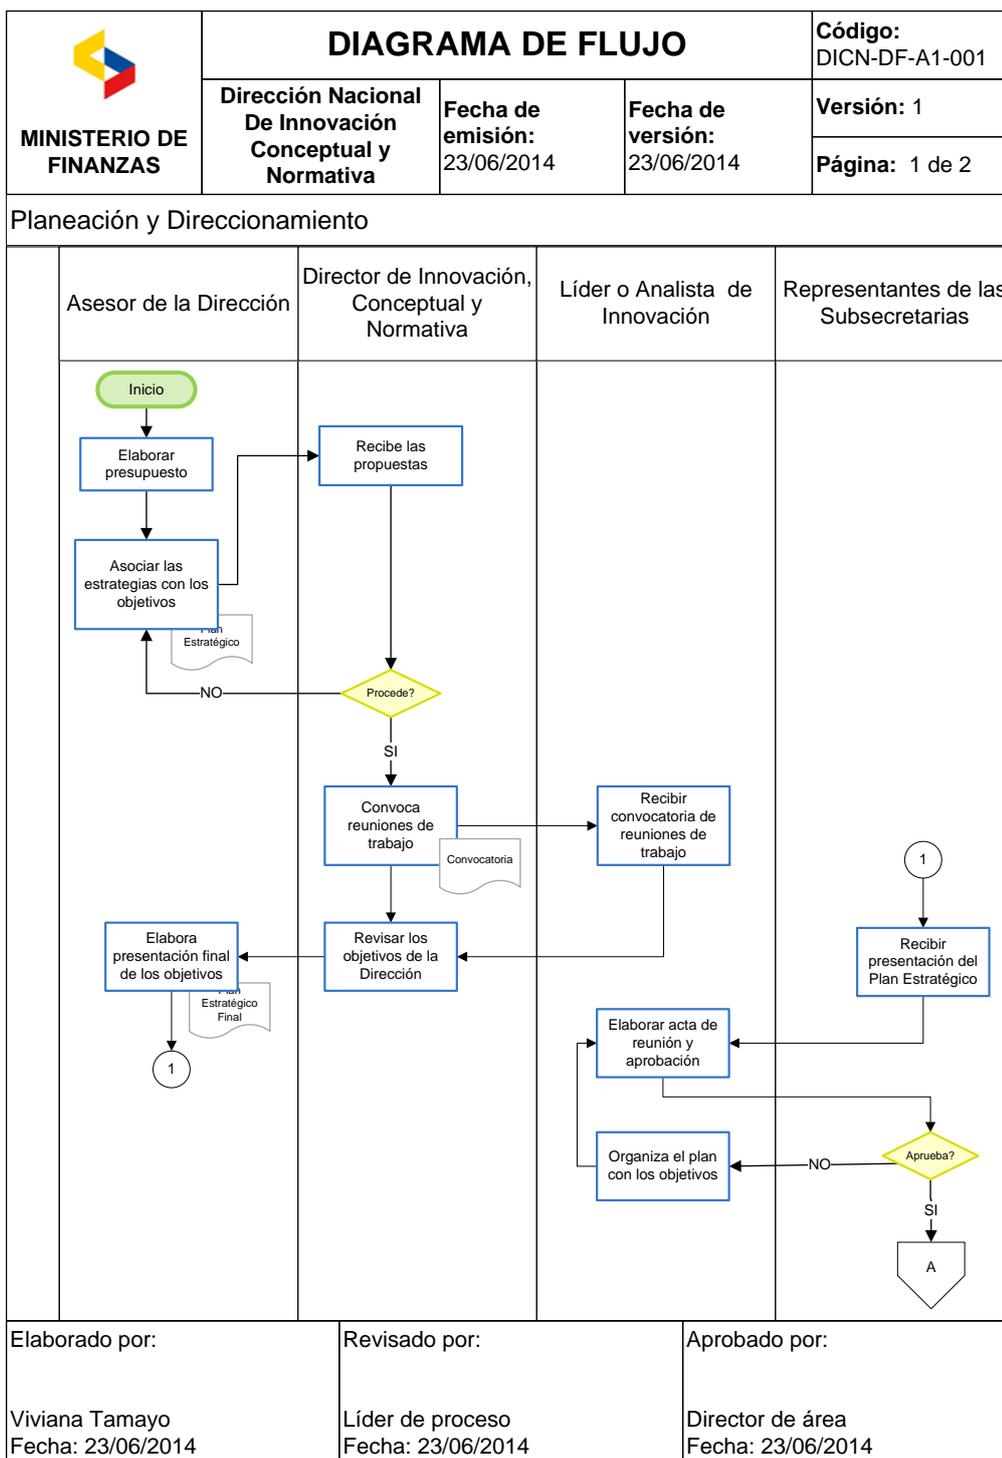 MINISTERIO DE
FINANZAS
DIAGRAMA DE FLUJO
Código:
DICN-DF-A1-001
Dirección Nacional
De Innovación
Conceptual y
Normativa
Fecha de
emisión:
23/06/2014
Fecha de
versión:
23/06/2014
Versión: 1
Página: 1 de 2
Planeación y Direccionamiento
Asesor de la Dirección
Director de Innovación,
Conceptual y
Normativa
Líder o Analista de
Innovación
Representantes de las
Subsecretarias
Inicio
Elaborar
presupuesto
Recibe las
propuestas
Asociar las
estrategias con los
objetivos
Plan
Estratégico
NO
Procede?
SI
Convoca
reuniones de
trabajo
Convocatoria
Recibir
convocatoria de
reuniones de
trabajo
1
Elabora
presentación final
de los objetivos
Plan
Estratégico
Final
1
Revisar los
objetivos de la
Dirección
Recibir
presentación del
Plan Estratégico
Elaborar acta de
reunión y
aprobación
Organiza el plan
con los objetivos
NO
Aprueba?
SI
A
Elaborado por:
Viviana Tamayo
Fecha: 23/06/2014
Revisado por:
Líder de proceso
Fecha: 23/06/2014
Aprobado por:
Director de área
Fecha: 23/06/2014